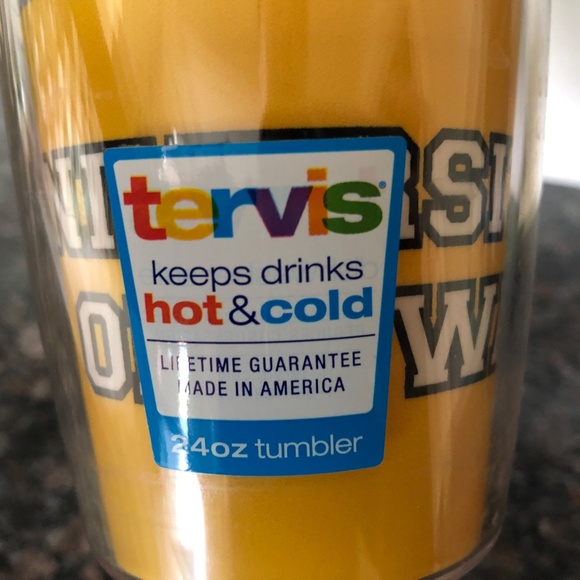 tervis®
keeps drinks
hot&cold
LIFETIME GUARANTEE
MADE IN AMERICA
24oz tumbler